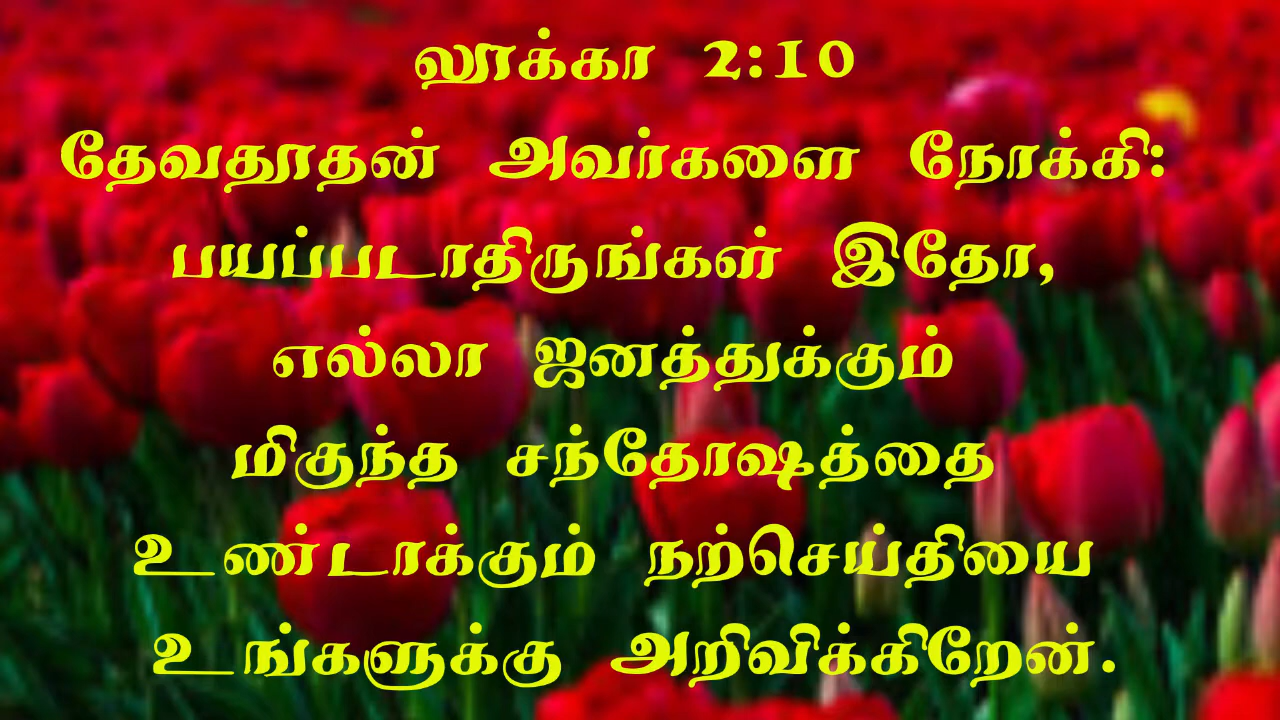 லூக்கா 2:10
தேவதூதன் அவர்களை நோக்கி:
பயப்படாதிருங்கள் இதோ,
எல்லா ஜனத்துக்கும்
மிகுந்த சந்தோஷத்தை
உண்டாக்கும் நற்செய்தியை
உங்களுக்கு அறிவிக்கிறேன்.